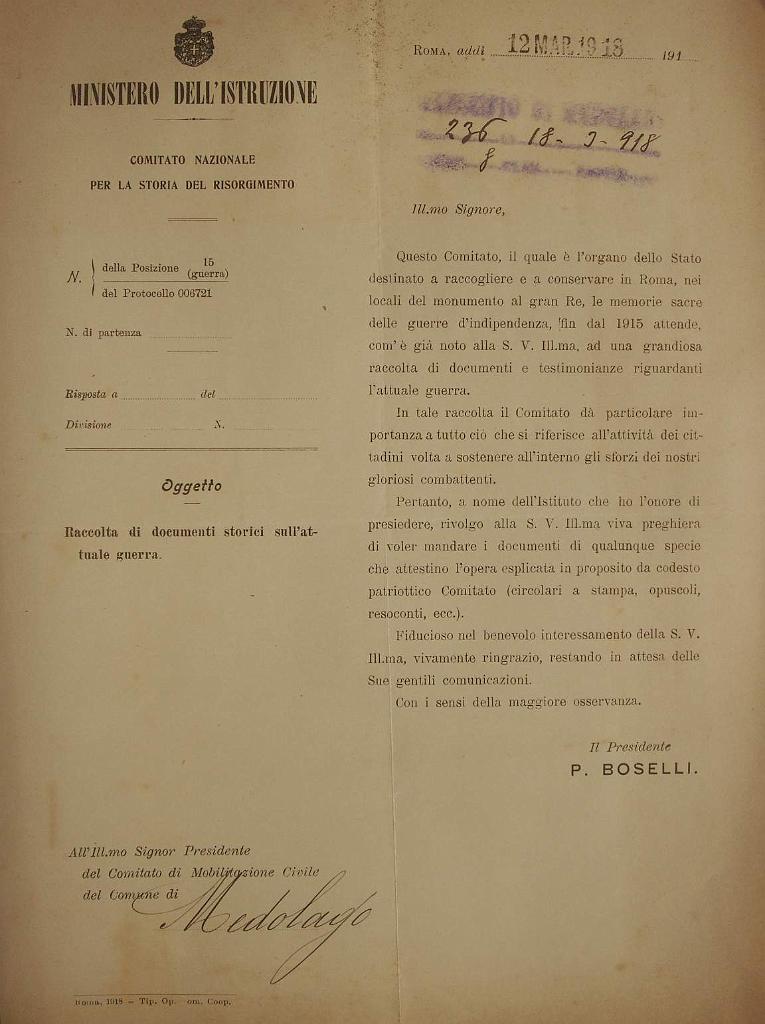 MINISTERO DELL'ISTRUZIONE
COMITATO NAZIONALE
PER LA STORIA DEL RISORGIMENTO
N. della Posizione 15
(guerra)
del Protocollo 006721
N. di partenza
Risposta a del
Divisione N.
Oggetto
Raccolta di documenti storici sull'at-
tuale guerra.
All'Ill.mo Signor Presidente
del Comitato di Mobilitazione Civile
del Comune di
Medolago
Roma, 1918 — Tip. Op. om. Coop.
ROMA, addì 12 MAR. 1918 191
236 18 - 3 - 918
8
Ill.mo Signore,
Questo Comitato, il quale è l'organo dello Stato
destinato a raccogliere e a conservare in Roma, nei
locali del monumento al gran Re, le memorie sacre
delle guerre d'indipendenza, fin dal 1915 attende,
com'è già noto alla S. V. Ill.ma, ad una grandiosa
raccolta di documenti e testimonianze riguardanti
l'attuale guerra.
In tale raccolta il Comitato dà particolare im-
portanza a tutto ciò che si riferisce all'attività dei cit-
tadini volta a sostenere all'interno gli sforzi dei nostri
gloriosi combattenti.
Pertanto, a nome dell'Istituto che ho l'onore di
presiedere, rivolgo alla S. V. Ill.ma viva preghiera
di voler mandare i documenti di qualunque specie
che attestino l'opera esplicata in proposito da codesto
patriottico Comitato (circolari a stampa, opuscoli,
resoconti, ecc.).
Fiducioso nel benevolo interessamento della S. V.
Ill.ma, vivamente ringrazio, restando in attesa delle
Sue gentili comunicazioni.
Con i sensi della maggiore osservanza.
Il Presidente
P. BOSELLI.